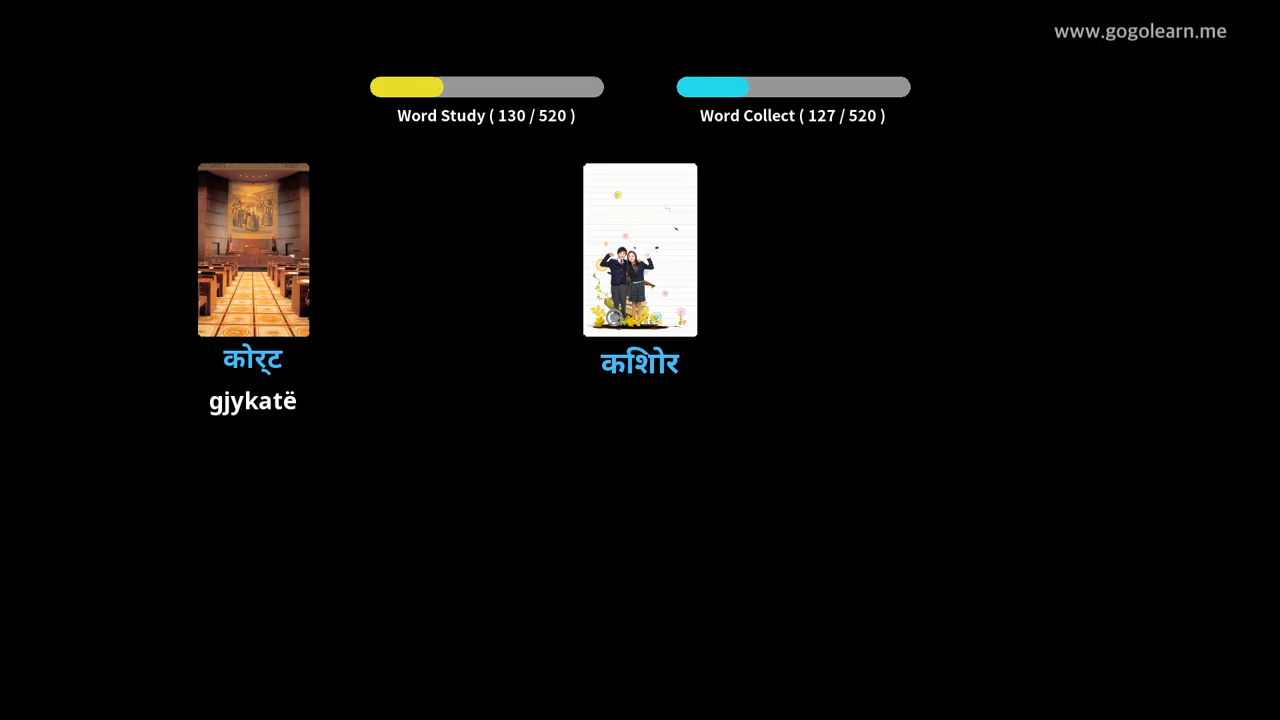 www.gogolearn.me
Word Study ( 130 / 520 )
Word Collect ( 127 / 520 )
कोर्ट
gjykatë
किशोर